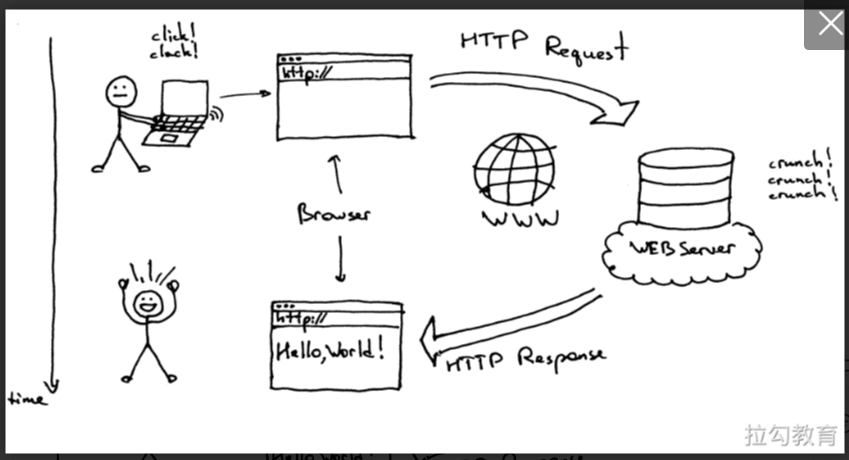 click!
clack!
HTTP Request
http://
crunch!
crunch!
crunch!
WWW
Browser
WEB Server
http://
Hello, World!
HTTP Response
time
拉勾教育